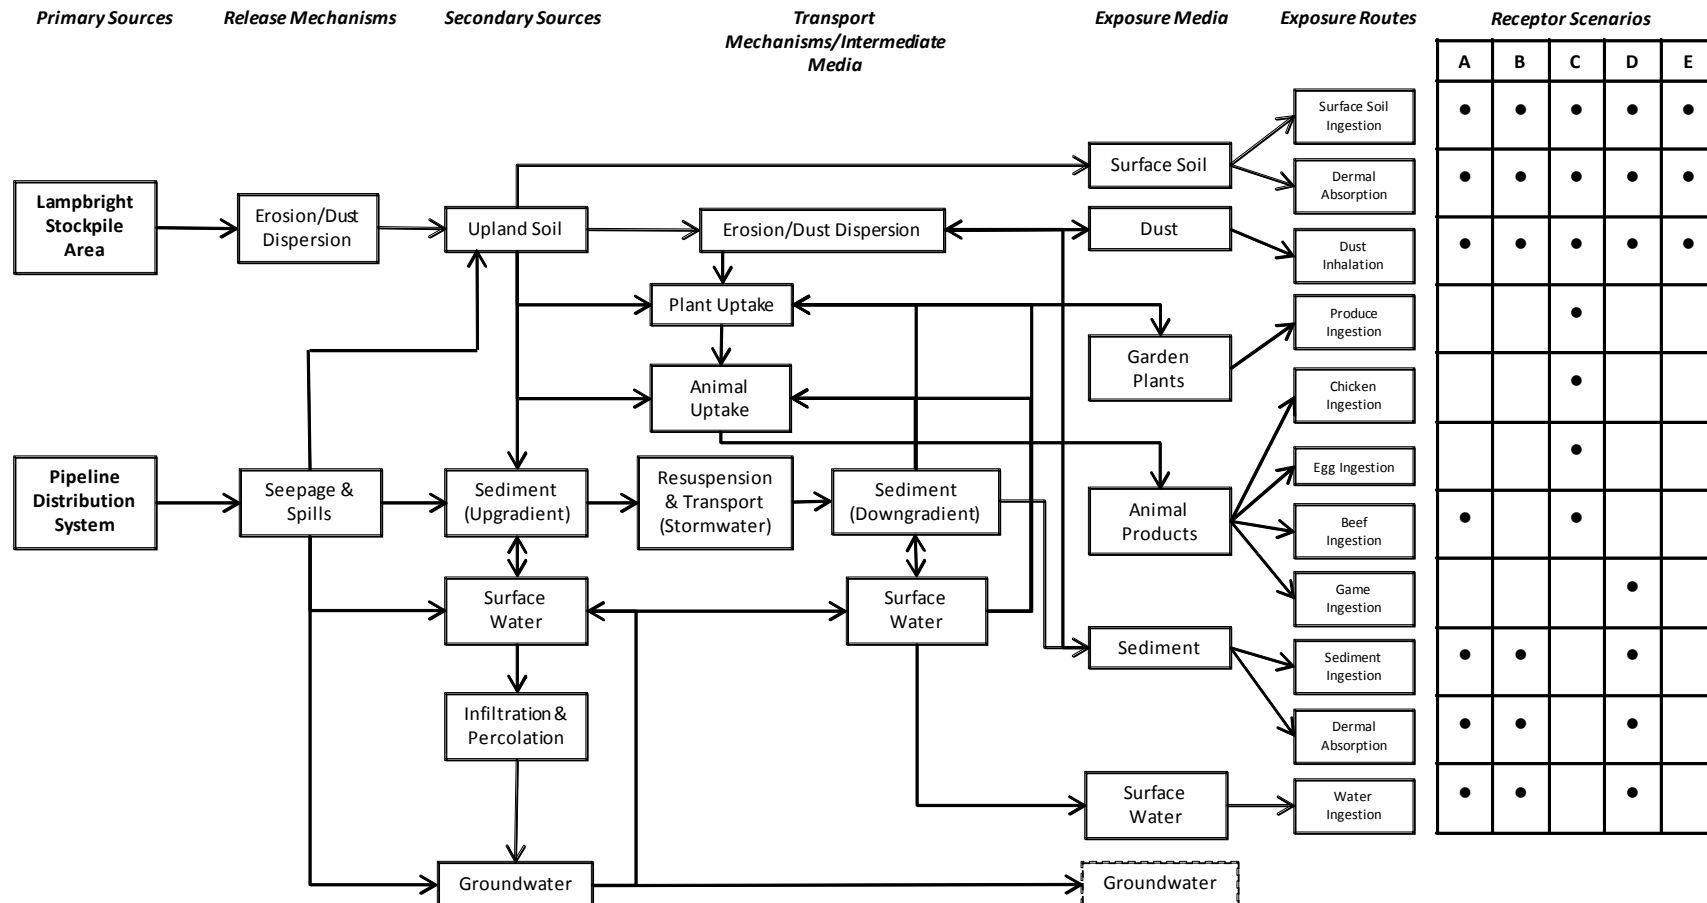 Primary Sources
Release Mechanisms
Secondary Sources
Transport
Mechanisms/Intermediate
Media
Exposure Media
Exposure Routes
Receptor Scenarios
A
B
C
D
E
Lampbright
Stockpile
Area
Erosion/Dust
Dispersion
Upland Soil
Erosion/Dust Dispersion
Plant Uptake
Animal
Uptake
Pipeline
Distribution
System
Seepage &
Spills
Sediment
(Upgradient)
Resuspension
& Transport
(Stormwater)
Sediment
(Downgradient)
Surface
Water
Surface
Water
Infiltration &
Percolation
Groundwater
Surface Soil
Dust
Garden
Plants
Animal
Products
Sediment
Surface
Water
Groundwater
Surface Soil
Ingestion
Dermal
Absorption
Dust
Inhalation
Produce
Ingestion
Chicken
Ingestion
Egg Ingestion
Beef
Ingestion
Game
Ingestion
Sediment
Ingestion
Dermal
Absorption
Water
Ingestion